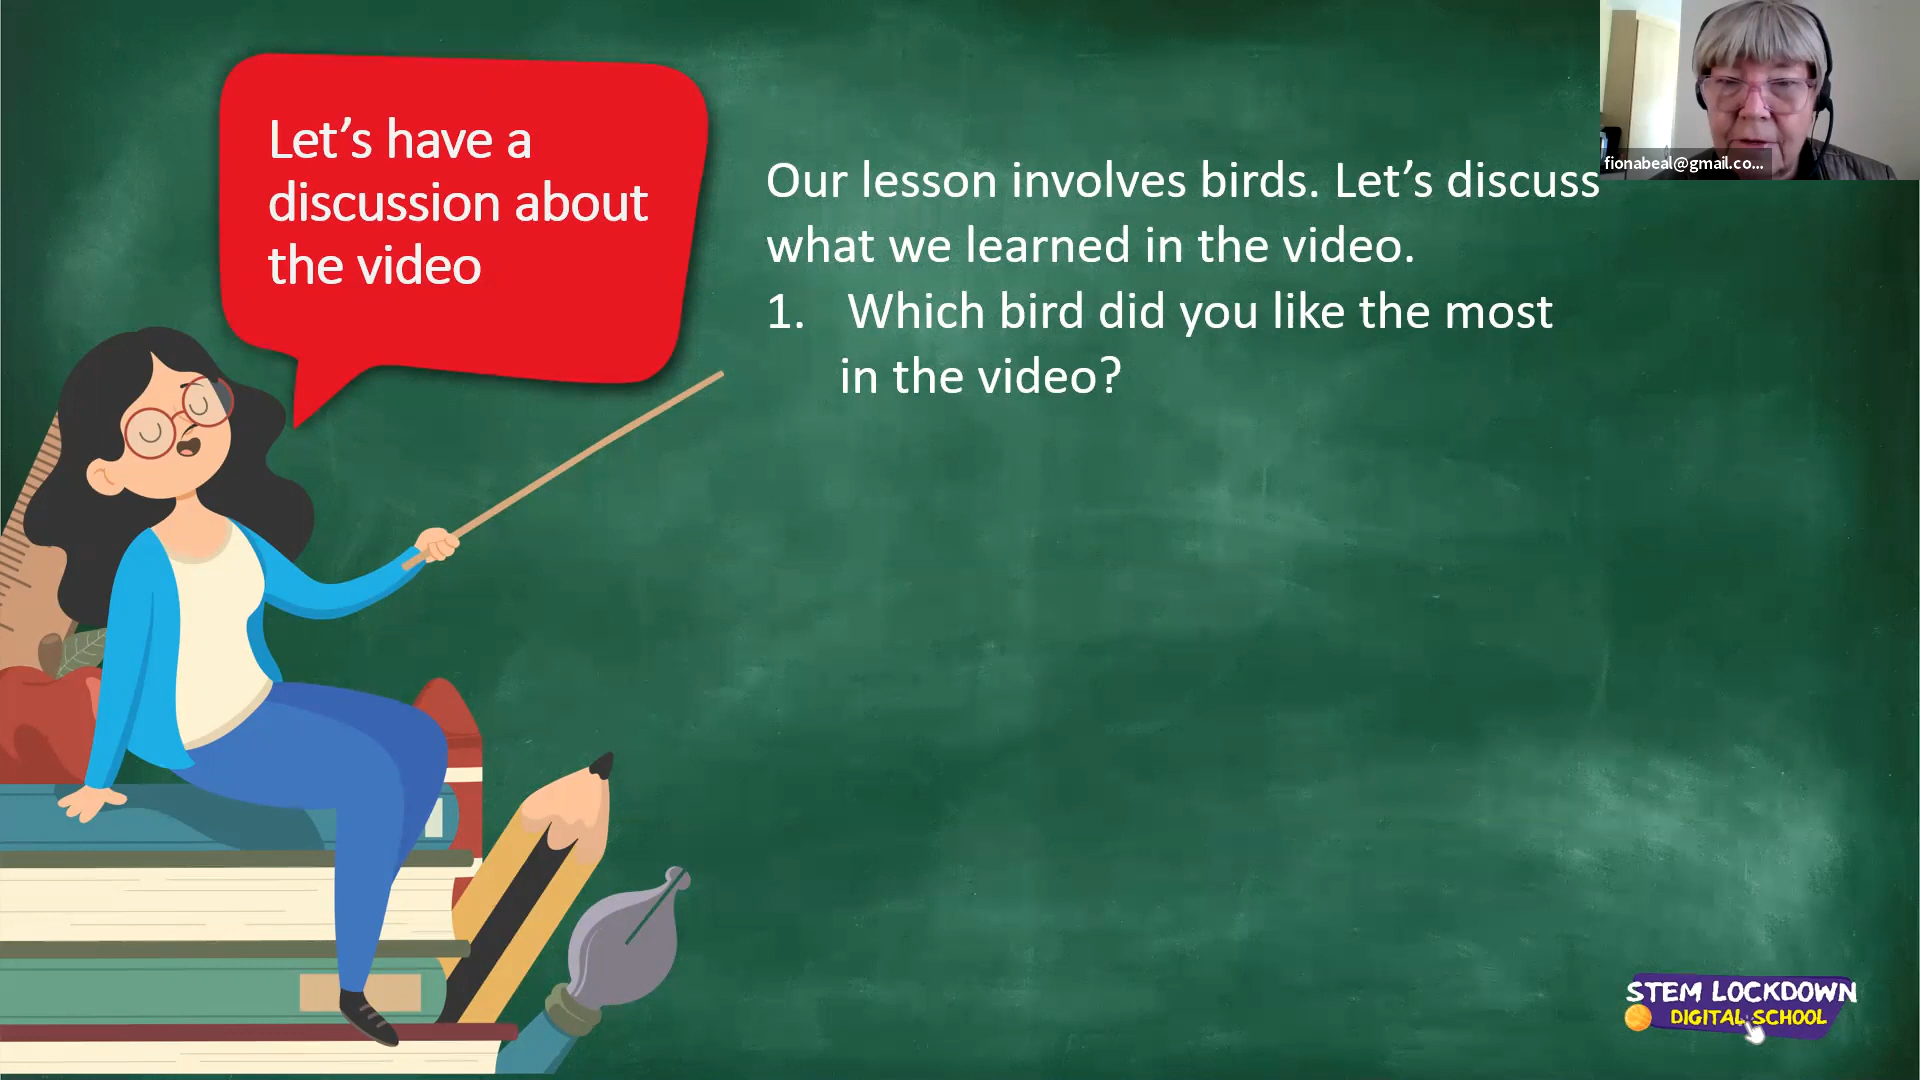 Let’s have a
discussion about
the video
fionabeal@gmail.co...
Our lesson involves birds. Let’s discuss
what we learned in the video.
1. Which bird did you like the most
in the video?
STEM LOCKDOWN
DIGITAL SCHOOL